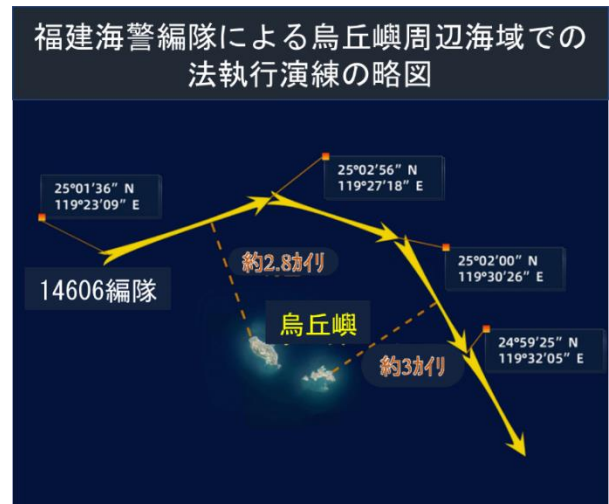 福建海警編隊による烏丘嶼周辺海域での
法執行演練の略図
25°02'56" N
119°27'18" E
25°01'36" N
119°23'09" E
約2.8カイリ
25°02'00" N
119°30'26" E
14606編隊
烏丘嶼
24°59'25" N
119°32'05" E
約3カイリ